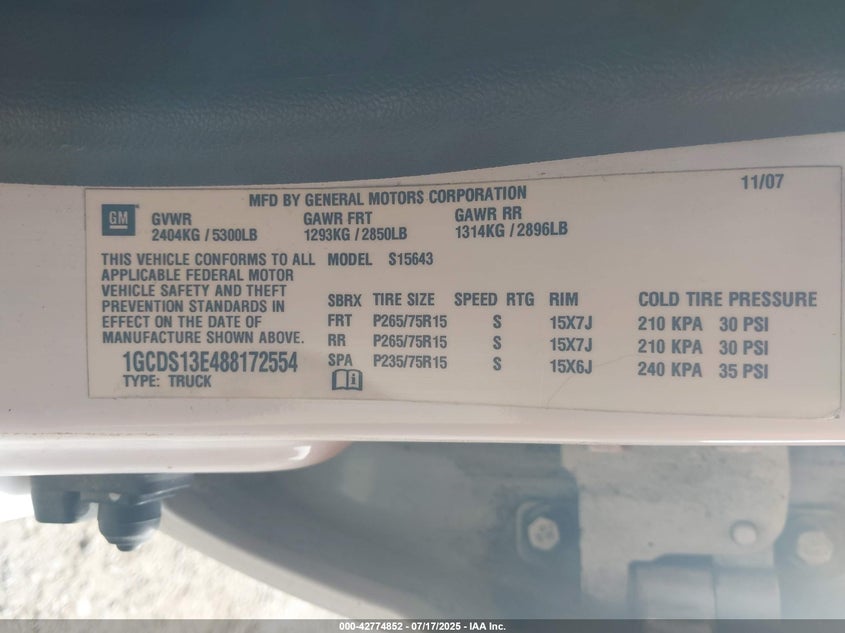 MFD BY GENERAL MOTORS CORPORATION 11/07
GM
GVWR GAWR FRT GAWR RR
2404KG / 5300LB 1293KG / 2850LB 1314KG / 2896LB
THIS VEHICLE CONFORMS TO ALL MODEL S15643
APPLICABLE FEDERAL MOTOR
VEHICLE SAFETY AND THEFT
PREVENTION STANDARDS IN
EFFECT ON THE DATE OF
MANUFACTURE SHOWN ABOVE.
1GCDS13E488172554
TYPE: TRUCK
SBRX TIRE SIZE SPEED RTG RIM COLD TIRE PRESSURE
FRT P265/75R15 S 15X7J 210 KPA 30 PSI
RR P265/75R15 S 15X7J 210 KPA 30 PSI
SPA P235/75R15 S 15X6J 240 KPA 35 PSI
000-42774852 / 07/17/2025 - IAA Inc.